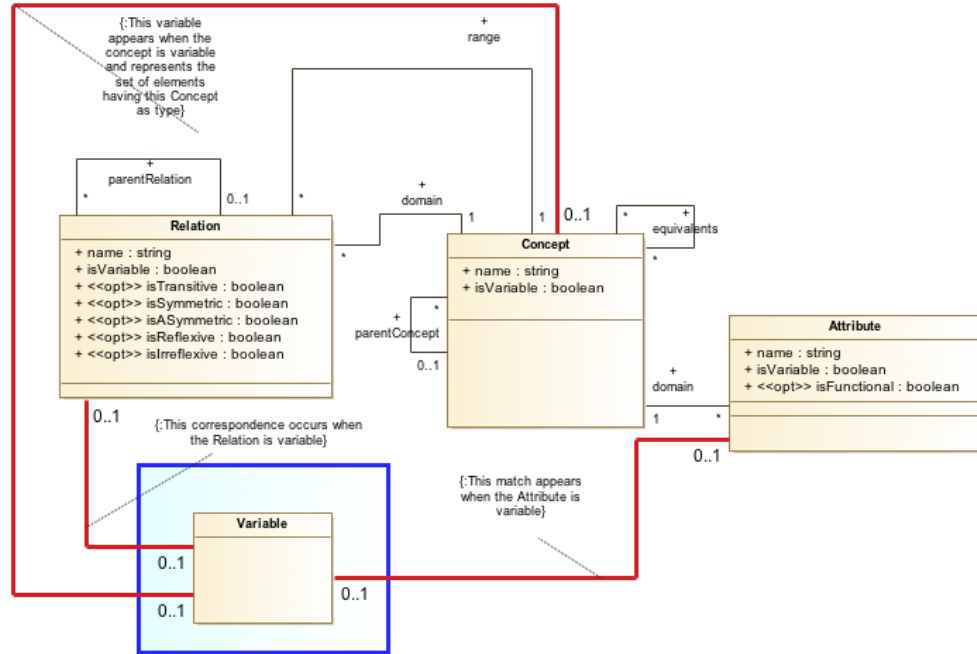 {:This variable
appears when the
concept is variable
and represents the
set of elements
having this Concept
as type}
+
range
+
parentRelation
*
0..1
*
+
domain
1
1
0..1
*
+
equivalents
*
*
Relation
+ name : string
+ isVariable : boolean
+ <<opt>> isTransitive : boolean
+ <<opt>> isSymmetric : boolean
+ <<opt>> isASymmetric : boolean
+ <<opt>> isReflexive : boolean
+ <<opt>> isIrreflexive : boolean
Concept
+ name : string
+ isVariable : boolean
+
parentConcept
*
0..1
Attribute
+ name : string
+ isVariable : boolean
+ <<opt>> isFunctional : boolean
+
domain
1
*
0..1
0..1
{:This correspondence occurs when
the Relation is variable}
{:This match appears
when the Attribute is
variable}
Variable
0..1
0..1
0..1